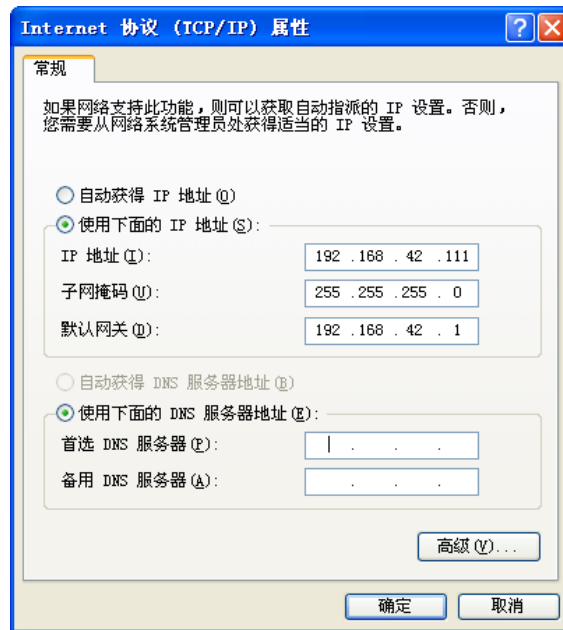 Internet 协议 (TCP/IP) 属性
常规
如果网络支持此功能,则可以获取自动指派的 IP 设置。否则,
您需要从网络系统管理员处获得适当的 IP 设置。
自动获得 IP 地址(O)
使用下面的 IP 地址(S):
IP 地址(I): 192 .168 . 42 .111
子网掩码(U): 255 .255 .255 . 0
默认网关(D): 192 .168 . 42 . 1
自动获得 DNS 服务器地址(B)
使用下面的 DNS 服务器地址(E):
首选 DNS 服务器(P): . . .
备用 DNS 服务器(A): . . .
高级(V)...
确定 取消